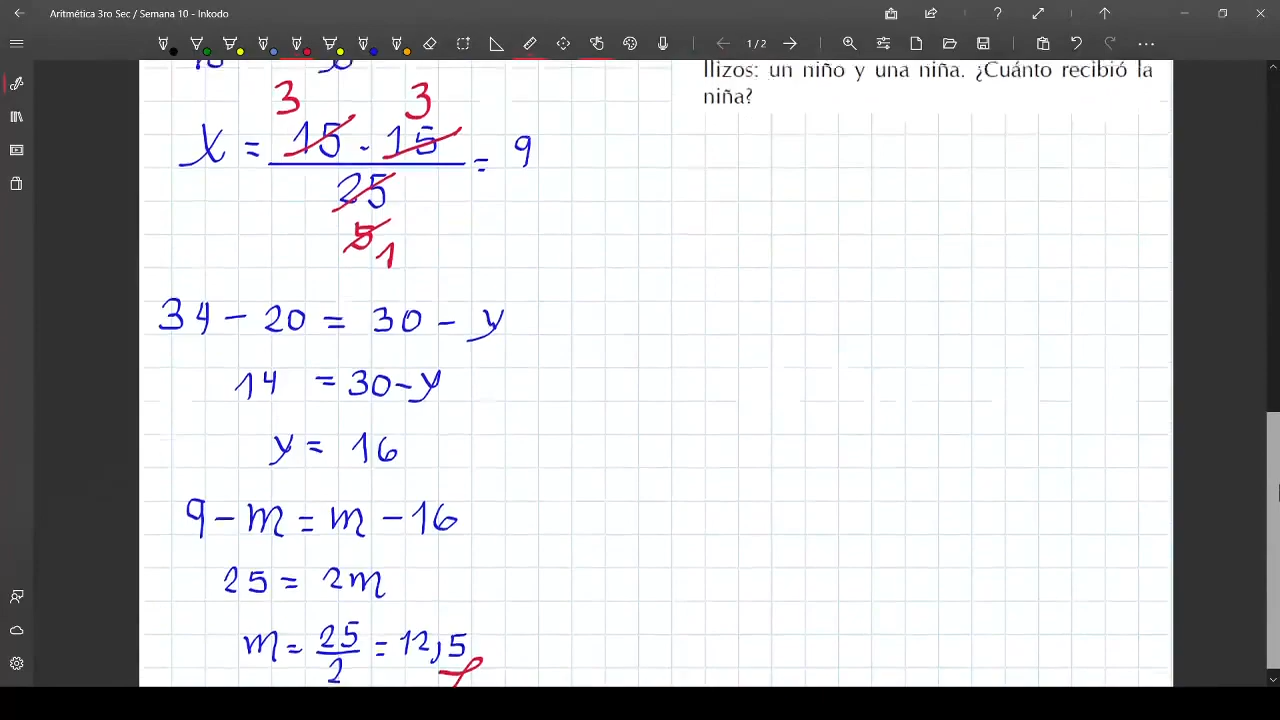 Aritmética 3ro Sec / Semana 10 - Inkodo
1/2
llizos: un niño y una niña. ¿Cuánto recibió la
niña?
3 3
x = 15 . 15 = 9
25
5 1
34 - 20 = 30 - y
14 = 30 - y
y = 16
9 - m = m - 16
25 = 2m
m = 25/2 = 12,5